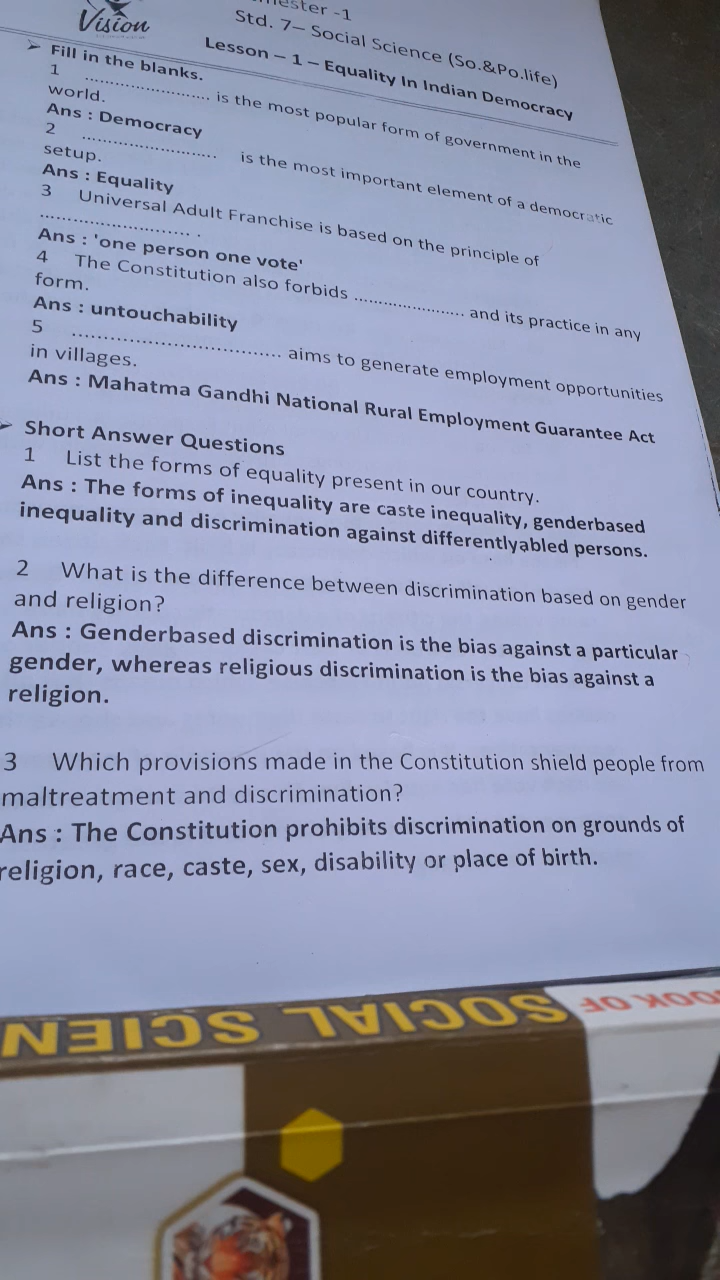 Vision
ester -1
Std. 7– Social Science (So.&Po.life)
Lesson – 1 – Equality In Indian Democracy
➢ Fill in the blanks.
1 ........................ is the most popular form of government in the
world.
Ans : Democracy
2 ........................ is the most important element of a democratic
setup.
Ans : Equality
3 Universal Adult Franchise is based on the principle of
........................ .
Ans : 'one person one vote'
4 The Constitution also forbids ..................... and its practice in any
form.
Ans : untouchability
5 .................................. aims to generate employment opportunities
in villages.
Ans : Mahatma Gandhi National Rural Employment Guarantee Act
➢ Short Answer Questions
1 List the forms of equality present in our country.
Ans : The forms of inequality are caste inequality, genderbased
inequality and discrimination against differentlyabled persons.
2 What is the difference between discrimination based on gender
and religion?
Ans : Genderbased discrimination is the bias against a particular
gender, whereas religious discrimination is the bias against a
religion.
3 Which provisions made in the Constitution shield people from
maltreatment and discrimination?
Ans : The Constitution prohibits discrimination on grounds of
religion, race, caste, sex, disability or place of birth.
OOK OF
SOCIAL SCIEN